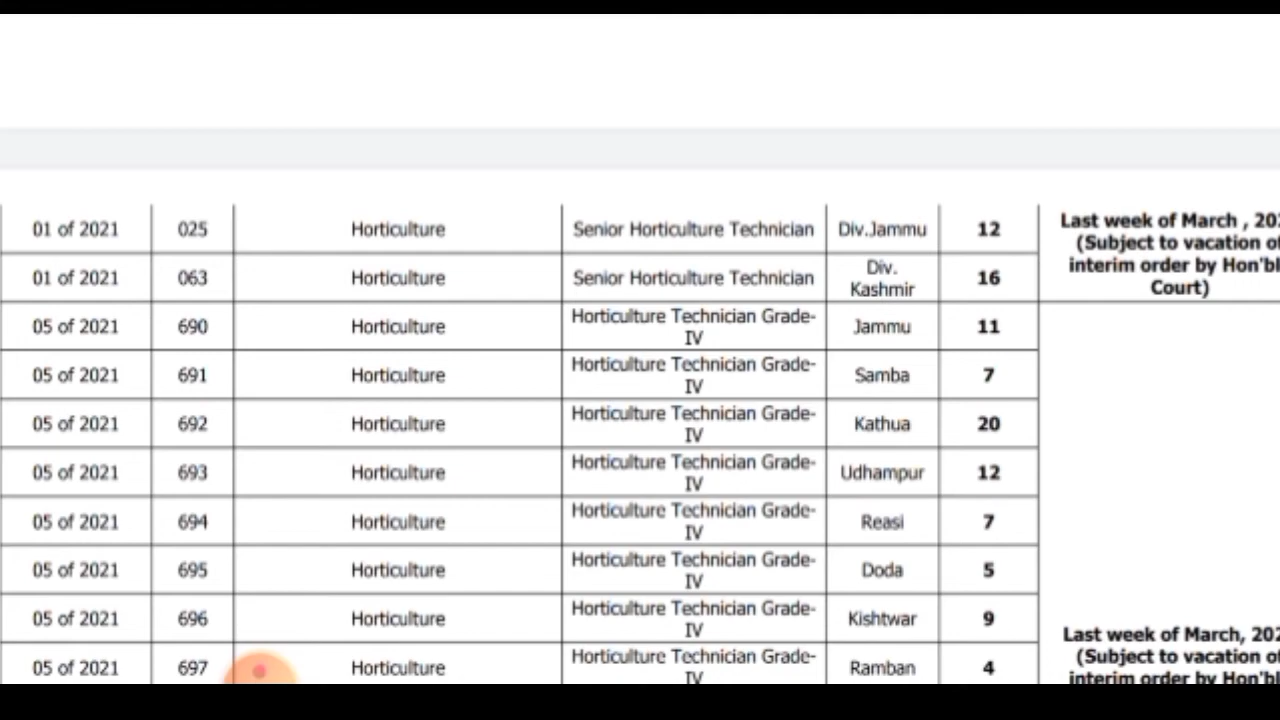 01 of 2021 025 Horticulture Senior Horticulture Technician Div.Jammu 12
Last week of March , 202
(Subject to vacation of
interim order by Hon'bl
Court)
01 of 2021 063 Horticulture Senior Horticulture Technician Div.
Kashmir 16
05 of 2021 690 Horticulture Horticulture Technician Grade-
IV Jammu 11
05 of 2021 691 Horticulture Horticulture Technician Grade-
IV Samba 7
05 of 2021 692 Horticulture Horticulture Technician Grade-
IV Kathua 20
05 of 2021 693 Horticulture Horticulture Technician Grade-
IV Udhampur 12
05 of 2021 694 Horticulture Horticulture Technician Grade-
IV Reasi 7
05 of 2021 695 Horticulture Horticulture Technician Grade-
IV Doda 5
05 of 2021 696 Horticulture Horticulture Technician Grade-
IV Kishtwar 9
05 of 2021 697 Horticulture Horticulture Technician Grade-
IV Ramban 4
Last week of March, 202
(Subject to vacation of
interim order by Hon'bl